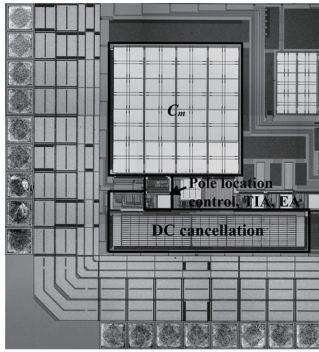 Cm
Pole location
control, TIA, EA
DC cancellation